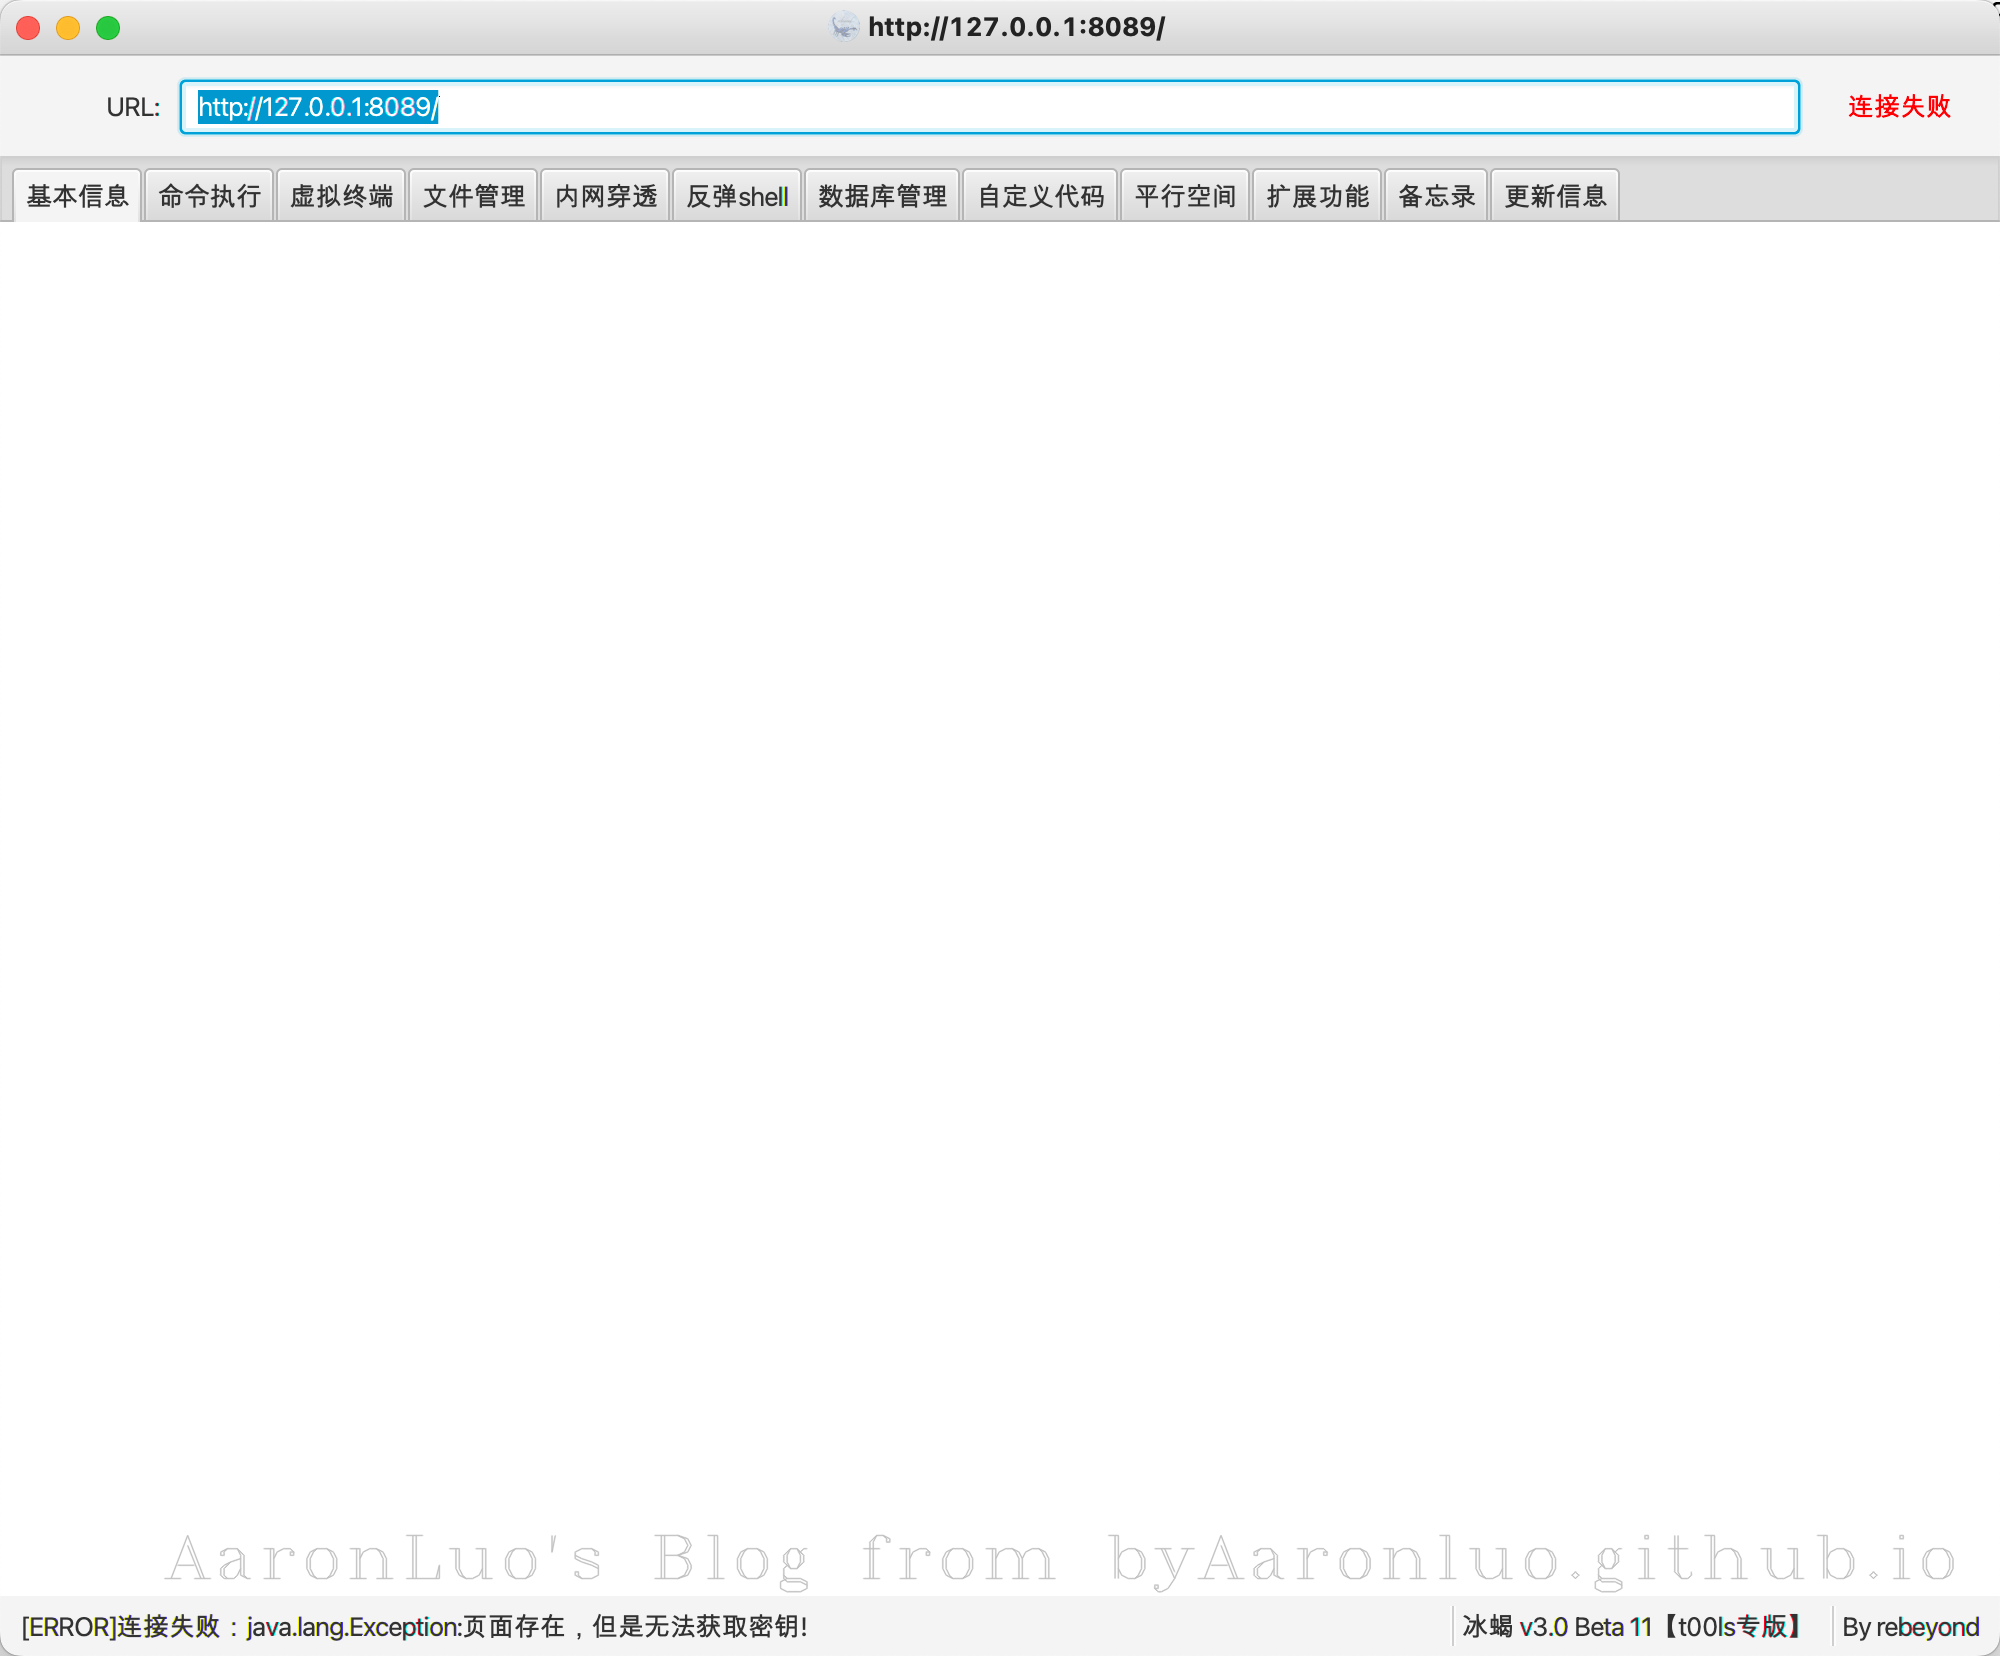 http://127.0.0.1:8089/
URL: http://127.0.0.1:8089/ 连接失败
基本信息 命令执行 虚拟终端 文件管理 内网穿透 反弹shell 数据库管理 自定义代码 平行空间 扩展功能 备忘录 更新信息
AaronLuo's Blog from byAaronluo.github.io
[ERROR]连接失败：java.lang.Exception:页面存在，但是无法获取密钥! 冰蝎 v3.0 Beta 11【t00ls专版】 By rebeyond